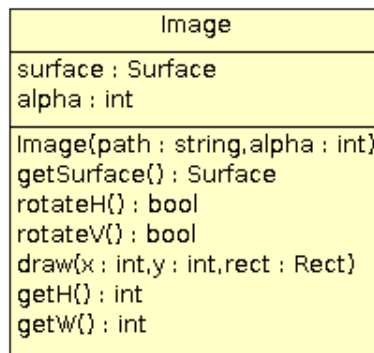 Image
surface : Surface
alpha : int
Image(path : string,alpha : int)
getSurface() : Surface
rotateH() : bool
rotateV() : bool
draw(x : int,y : int,rect : Rect)
getH() : int
getW() : int